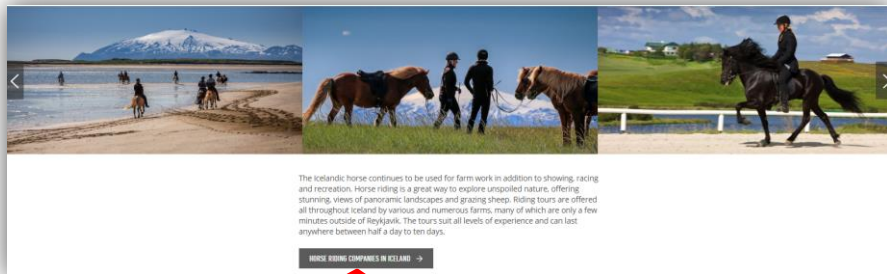 The Icelandic horse continues to be used for farm work in addition to showing, racing
and recreation. Horse riding is a great way to explore unspoiled nature, offering
stunning, views of panoramic landscapes and grazing sheep. Riding tours are offered
all throughout Iceland by various and numerous farms, many of which are only a few
minutes outside of Reykjavik. The tours suit all levels of experience and can last
anywhere between half a day to ten days.
HORSE RIDING COMPANIES IN ICELAND →